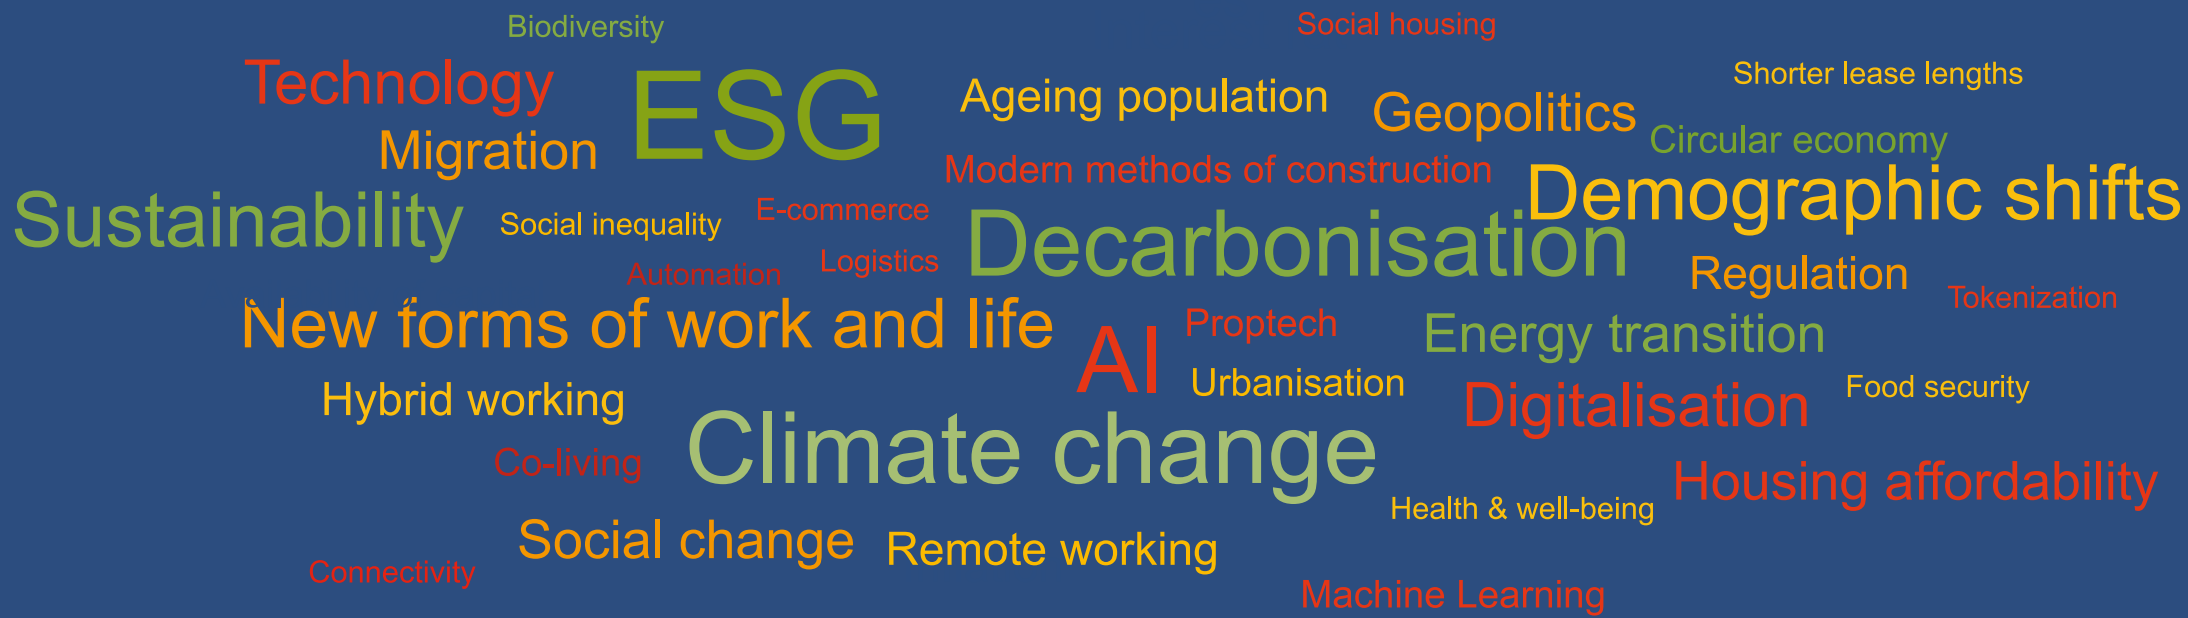 Biodiversity
Social housing
Technology
ESG
Ageing population
Geopolitics
Shorter lease lengths
Migration
Modern methods of construction
Circular economy
Sustainability
Social inequality
E-commerce
Decarbonisation
Demographic shifts
Automation
Logistics
Regulation
Tokenization
New forms of work and life
AI
Proptech
Energy transition
Hybrid working
Urbanisation
Digitalisation
Food security
Co-living
Climate change
Housing affordability
Health & well-being
Social change
Remote working
Connectivity
Machine Learning